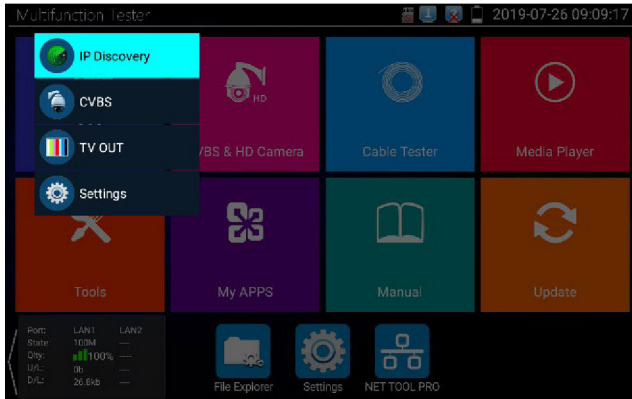 Multifunction Tester
2019-07-26 09:09:17
IP Discovery
CVBS
TV OUT
Settings
VBS & HD Camera
HD
Cable Tester
Media Player
Tools
My APPS
Manual
Update
Port: LAN1 LAN2
State: 100M ---
Qlty: 100% ---
U/L: 0b ---
D/L: 26.8kb ---
File Explorer
Settings
NET TOOL PRO